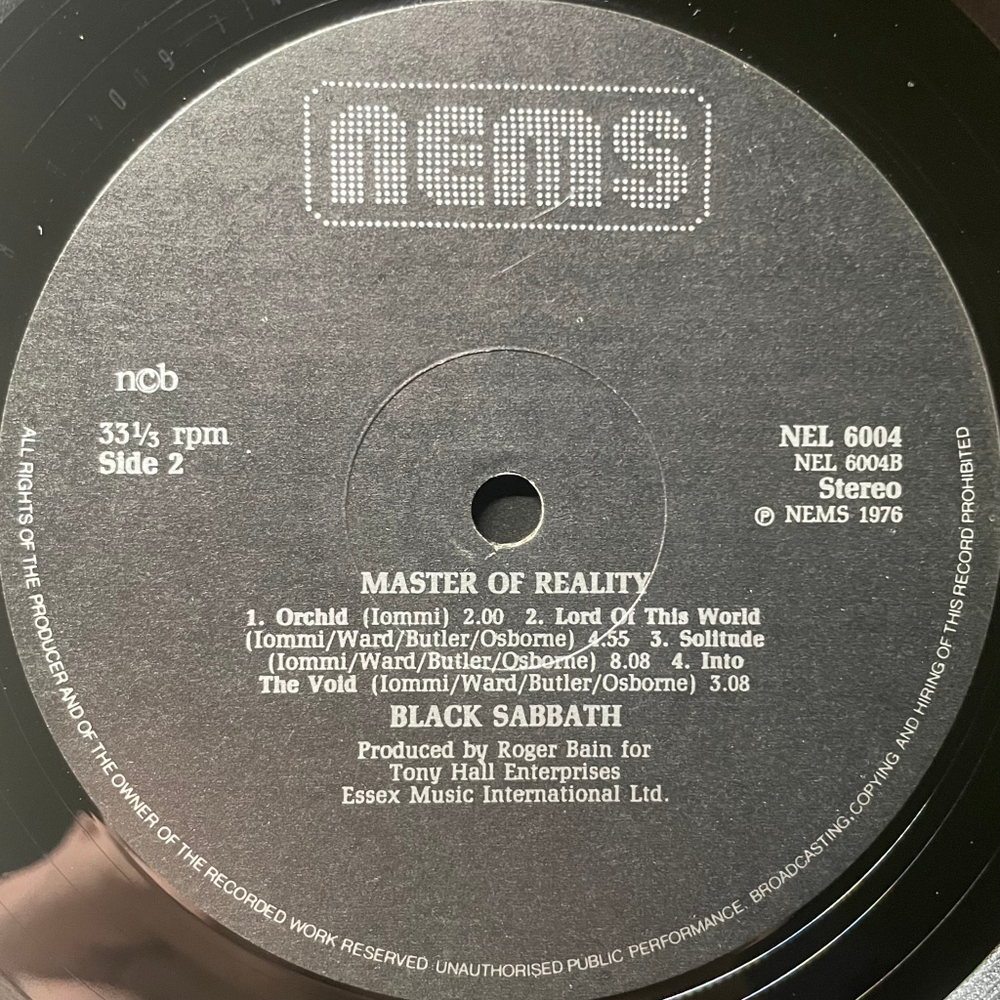 nems
ncb
33⅓ rpm
Side 2
NEL 6004
NEL 6004B
Stereo
℗ NEMS 1976
MASTER OF REALITY
1. Orchid (Iommi) 2.00 2. Lord Of This World
(Iommi/Ward/Butler/Osborne) 4.55 3. Solitude
(Iommi/Ward/Butler/Osborne) 8.08 4. Into
The Void (Iommi/Ward/Butler/Osborne) 3.08
BLACK SABBATH
Produced by Roger Bain for
Tony Hall Enterprises
Essex Music International Ltd.
ALL RIGHTS OF THE PRODUCER AND OF THE OWNER OF THE RECORDED WORK RESERVED. UNAUTHORISED PUBLIC PERFORMANCE. BROADCASTING, COPYING AND HIRING OF THIS RECORD PROHIBITED